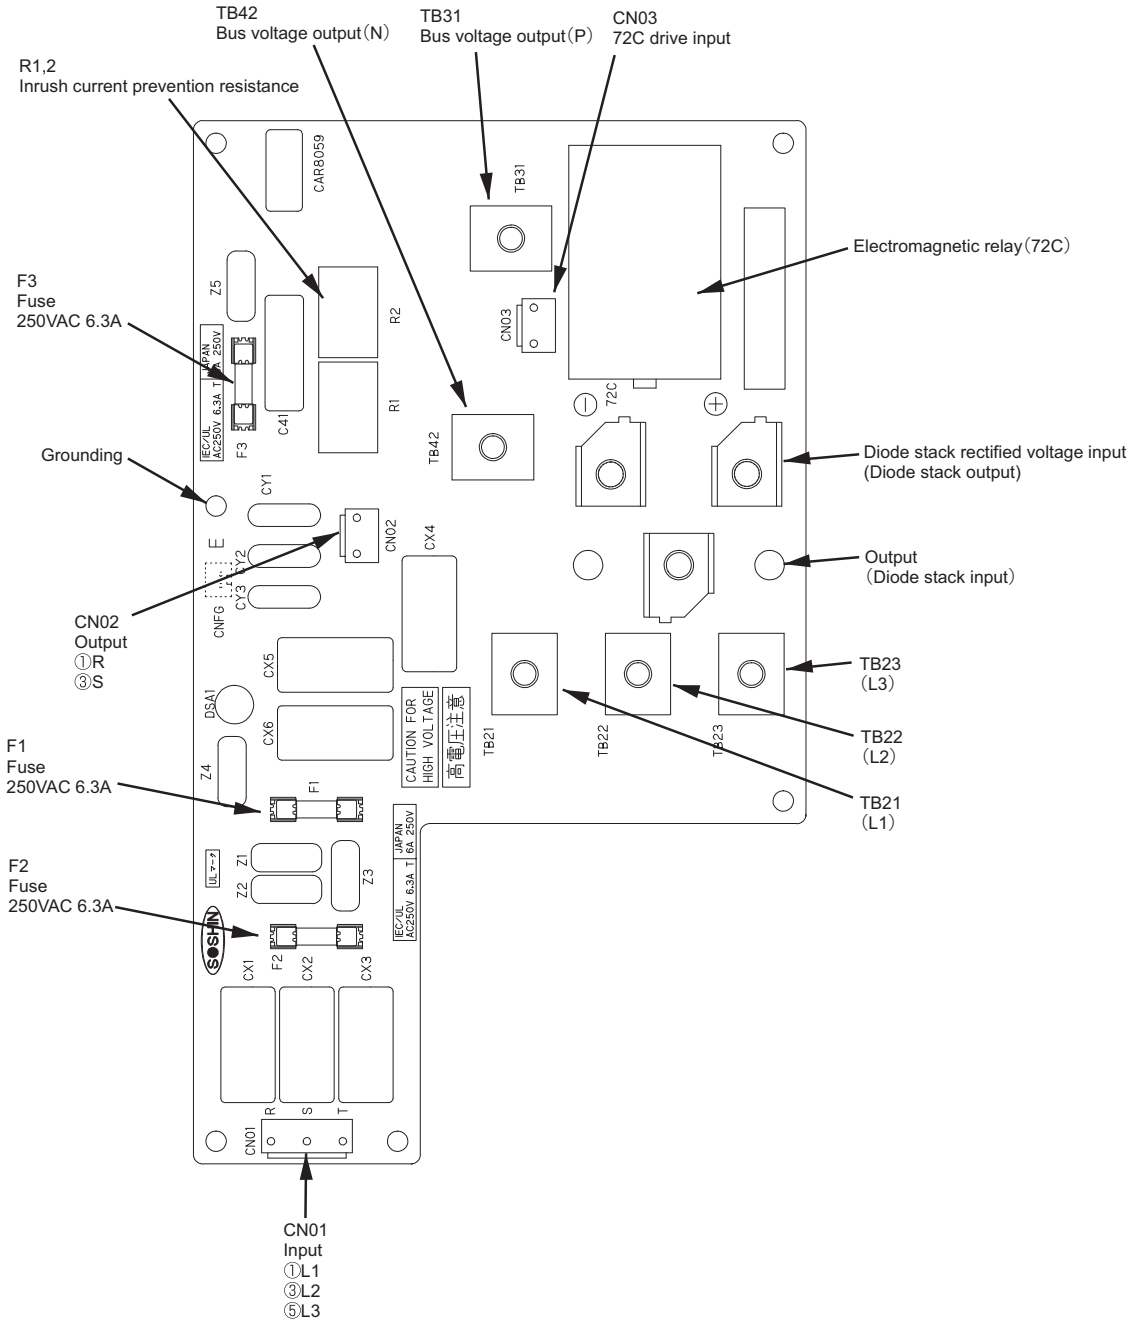 TB42
Bus voltage output(N)
TB31
Bus voltage output(P)
CN03
72C drive input
R1,2
Inrush current prevention resistance
CAR8059
TB31
Electromagnetic relay(72C)
F3
Fuse
250VAC 6.3A
Z5
R2
CN03
JAPAN
A 250V
IEC/UL
AC250V 6.3A T
F3
C41
R1
72C
TB42
Grounding
Diode stack rectified voltage input
(Diode stack output)
CY1
E
CY2
CY3
CNFG
CN02
CX4
Output
(Diode stack input)
CN02
Output
①R
③S
CX5
DSA1
CX6
CAUTION FOR
HIGH VOLTAGE
高電圧注意
TB21
TB22
TB23
TB23
(L3)
TB22
(L2)
TB21
(L1)
F1
Fuse
250VAC 6.3A
Z4
F1
JAPAN
6A 250V
IEC/UL
AC250V 6.3A T
ULマーク
Z1
Z2
Z3
F2
Fuse
250VAC 6.3A
SOSHIN
F2
CX1
CX2
CX3
R
S
T
CN01
CN01
Input
①L1
③L2
⑤L3